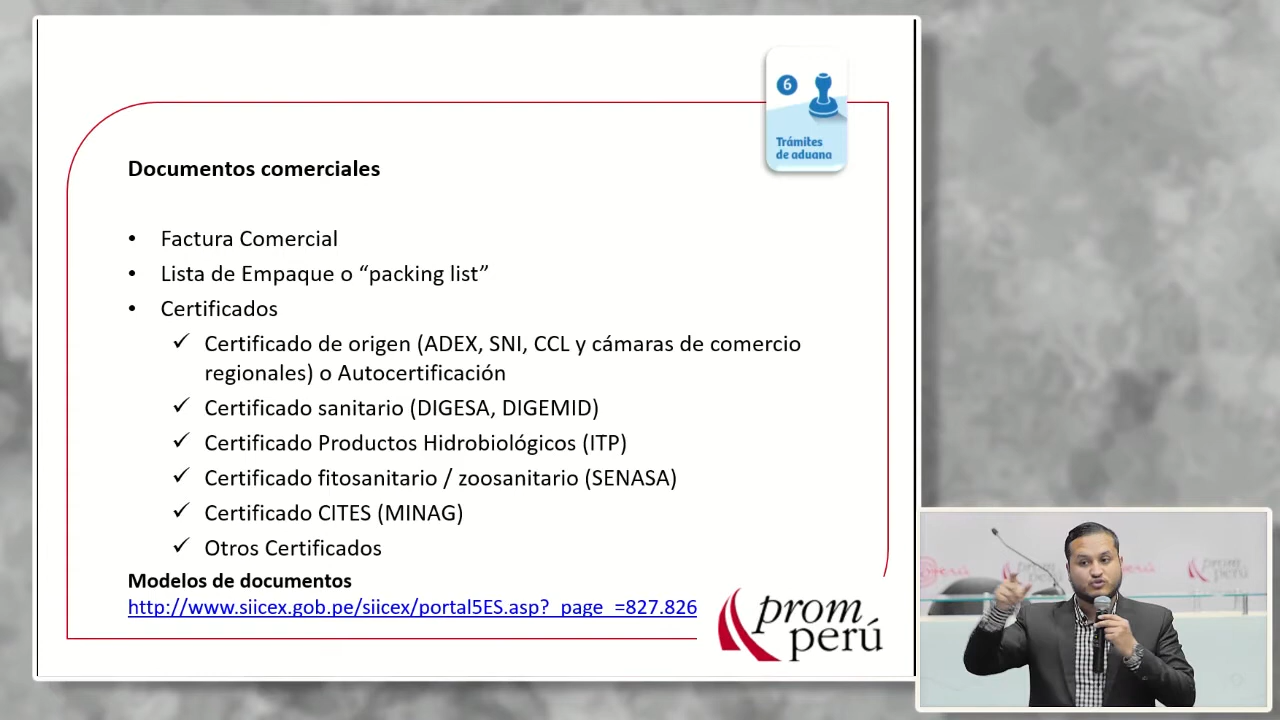 6
Trámites
de aduana
Documentos comerciales
• Factura Comercial
• Lista de Empaque o “packing list”
• Certificados
✓ Certificado de origen (ADEX, SNI, CCL y cámaras de comercio
regionales) o Autocertificación
✓ Certificado sanitario (DIGESA, DIGEMID)
✓ Certificado Productos Hidrobiológicos (ITP)
✓ Certificado fitosanitario / zoosanitario (SENASA)
✓ Certificado CITES (MINAG)
✓ Otros Certificados
Modelos de documentos
http://www.siicex.gob.pe/siicex/portal5ES.asp?_page_=827.826
prom
perú